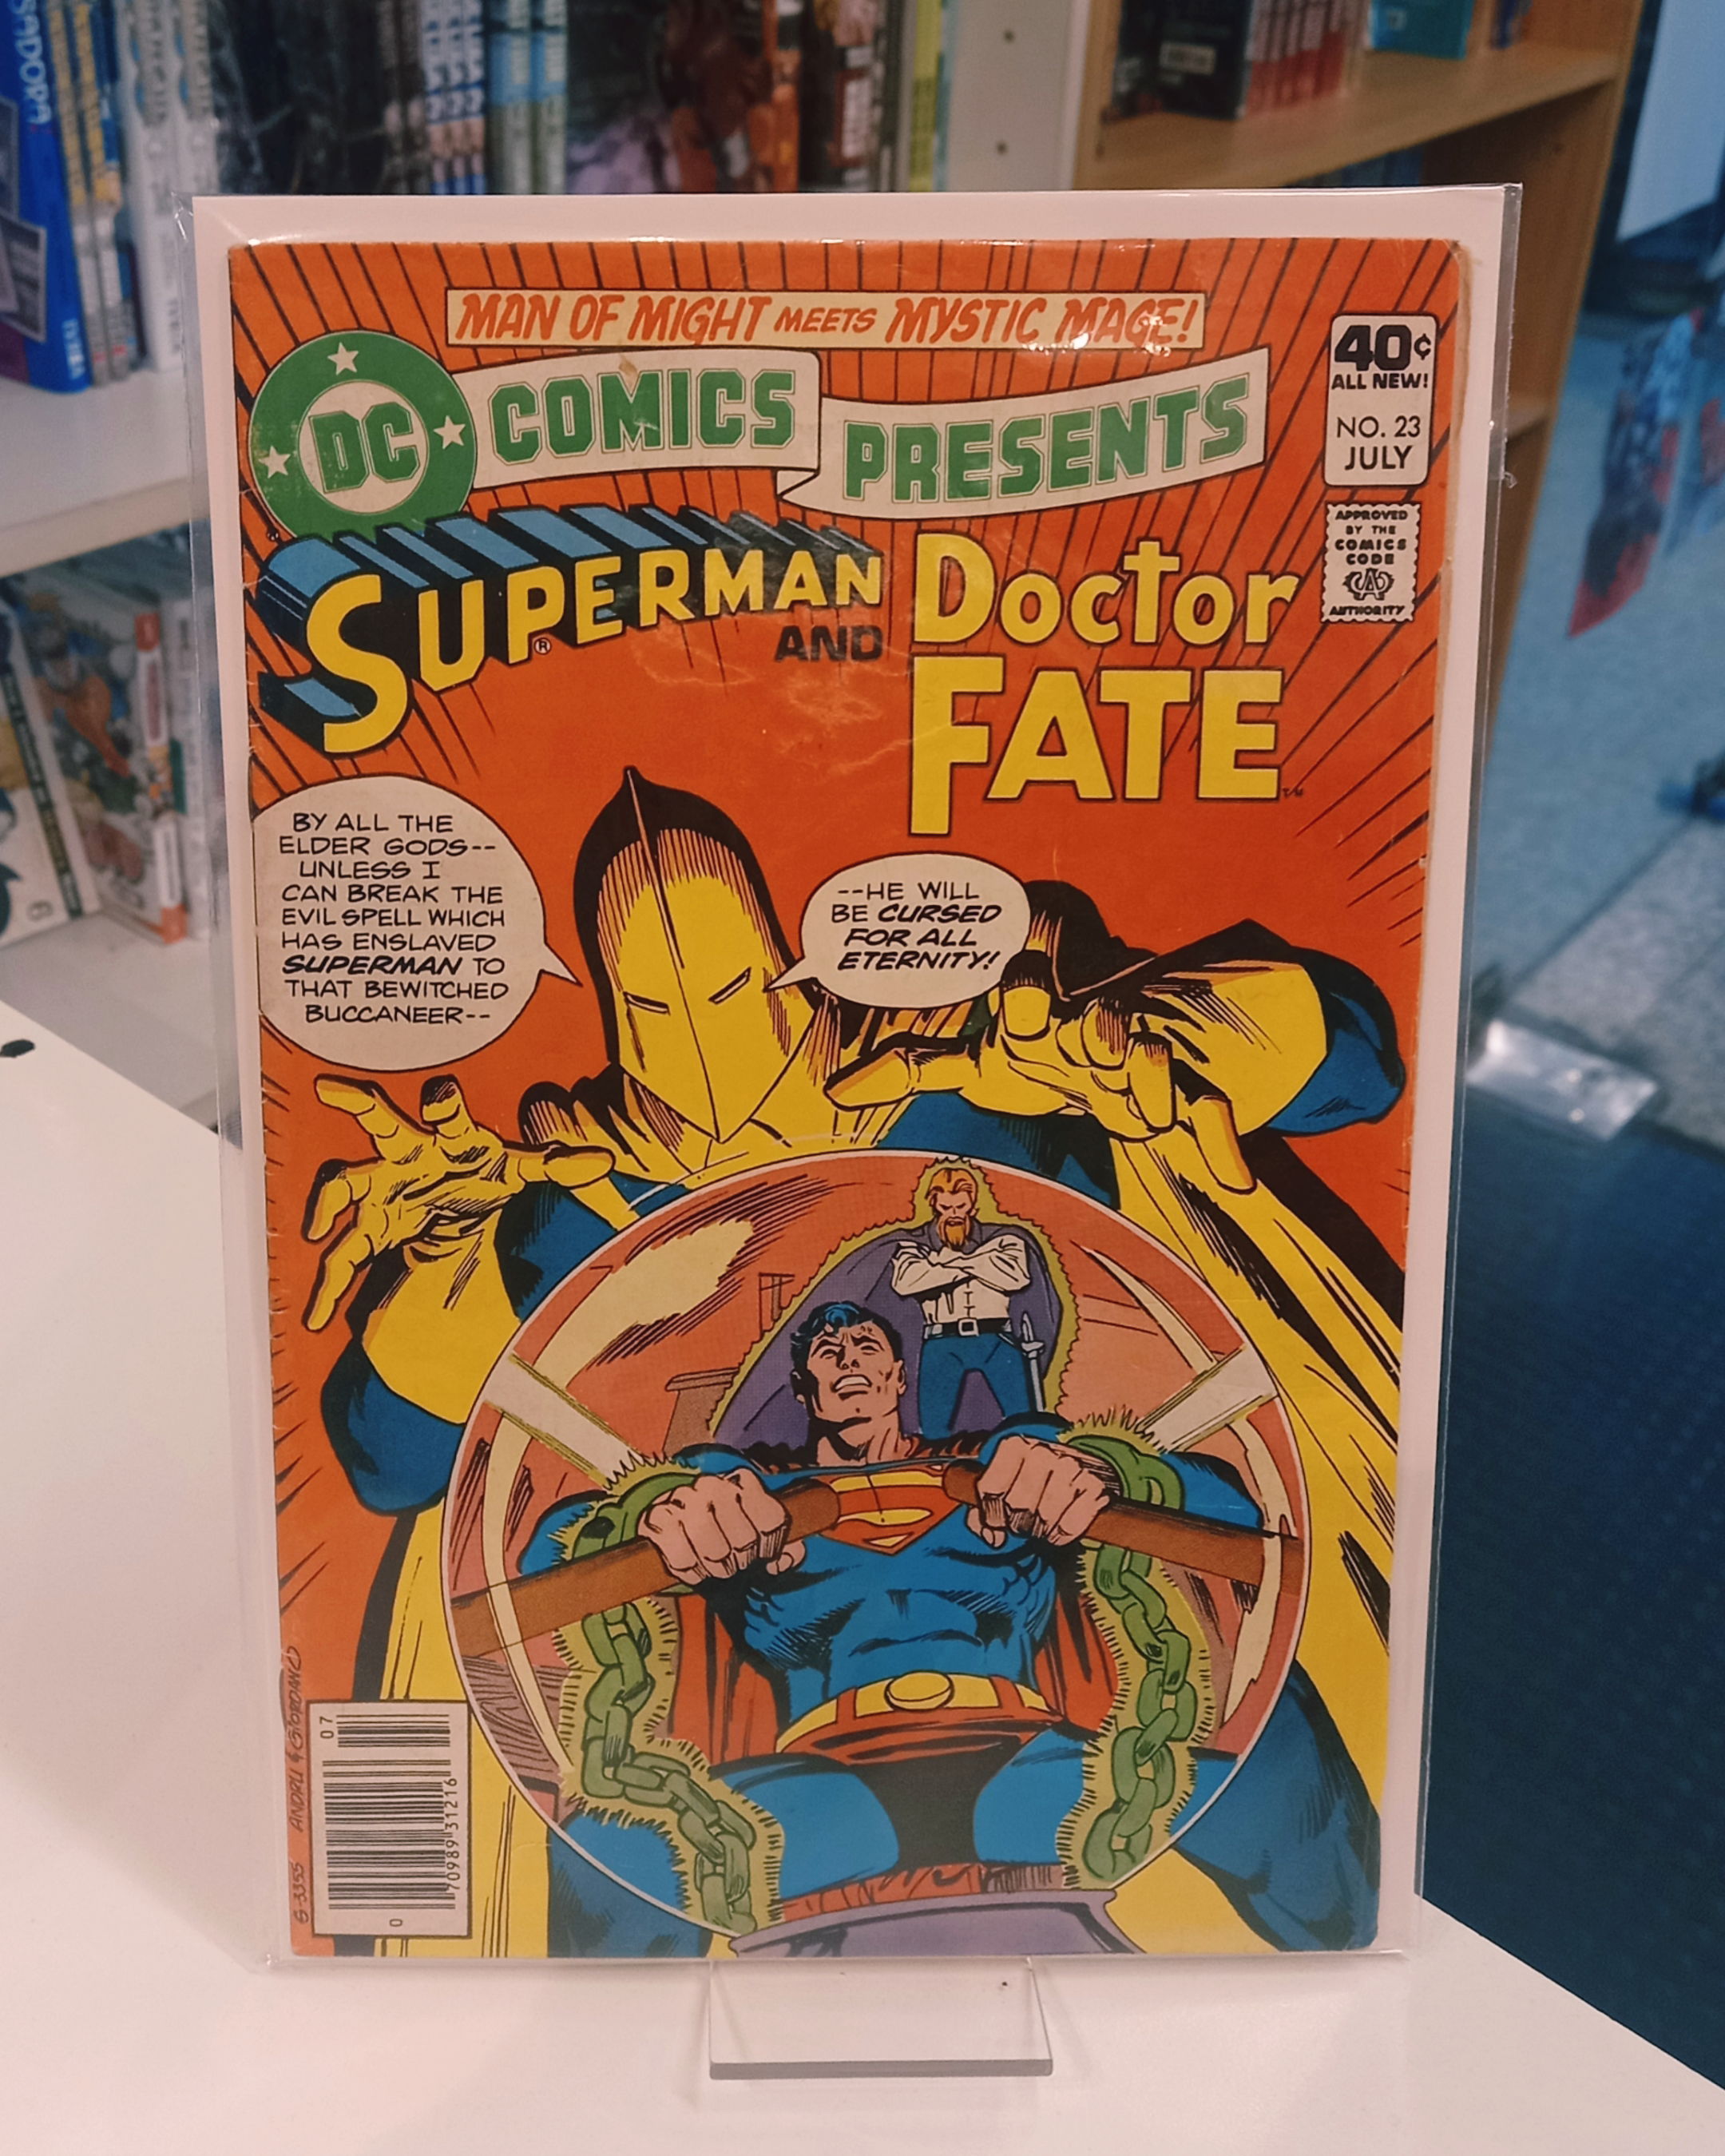 MAN OF MIGHT MEETS MYSTIC MAGE!
DC COMICS PRESENTS
40¢
ALL NEW!
NO. 23
JULY
APPROVED
BY THE
COMICS
CODE
CA
AUTHORITY
SUPERMAN
®
AND
DOCTOR
FATE
TM
BY ALL THE
ELDER GODS--
UNLESS I
CAN BREAK THE
EVIL SPELL WHICH
HAS ENSLAVED
SUPERMAN TO
THAT BEWITCHED
BUCCANEER--
--HE WILL
BE CURSED
FOR ALL
ETERNITY!
S
ANDRU & GIORDANO
G-3355
07
70989 31216
0
SADORA